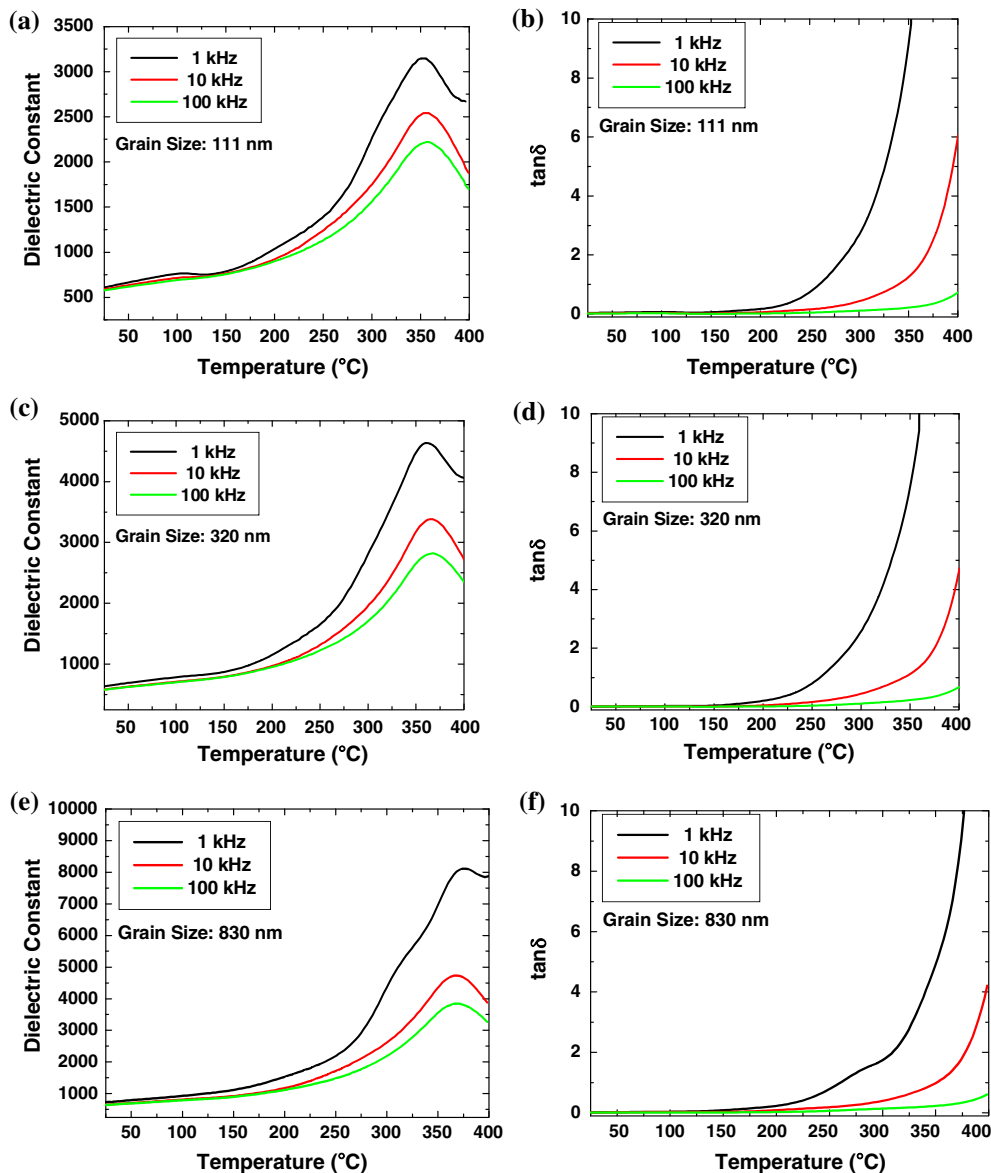 (a)
3500
3000
2500
2000
1500
1000
500
Dielectric Constant
1 kHz
10 kHz
100 kHz
Grain Size: 111 nm
50 100 150 200 250 300 350 400
Temperature (°C)
(b)
10
8
6
4
2
0
tanδ
1 kHz
10 kHz
100 kHz
Grain Size: 111 nm
50 100 150 200 250 300 350 400
Temperature (°C)
(c)
5000
4000
3000
2000
1000
Dielectric Constant
1 kHz
10 kHz
100 kHz
Grain Size: 320 nm
50 100 150 200 250 300 350 400
Temperature (°C)
(d)
10
8
6
4
2
0
tanδ
1 kHz
10 kHz
100 kHz
Grain Size: 320 nm
50 100 150 200 250 300 350 400
Temperature (°C)
(e)
10000
9000
8000
7000
6000
5000
4000
3000
2000
1000
Dielectric Constant
1 kHz
10 kHz
100 kHz
Grain Size: 830 nm
50 100 150 200 250 300 350 400
Temperature (°C)
(f)
10
8
6
4
2
0
tanδ
1 kHz
10 kHz
100 kHz
Grain Size: 830 nm
50 100 150 200 250 300 350 400
Temperature (°C)